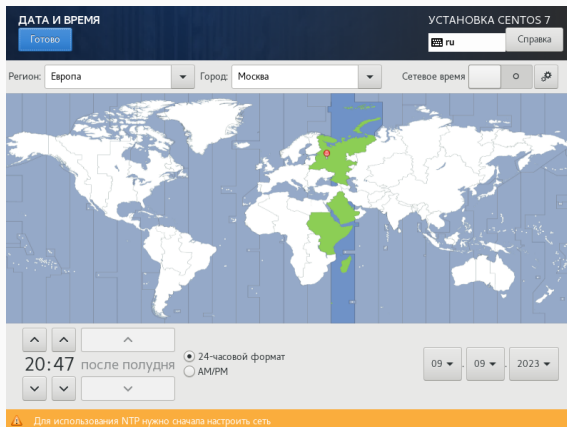 ДАТА И ВРЕМЯ
УСТАНОВКА CENTOS 7
Готово
ru
Справка
Регион: Европа
Город: Москва
Сетевое время
20:47 после полудня
24-часовой формат
AM/PM
09 . 09 . 2023
Для использования NTP нужно сначала настроить сеть